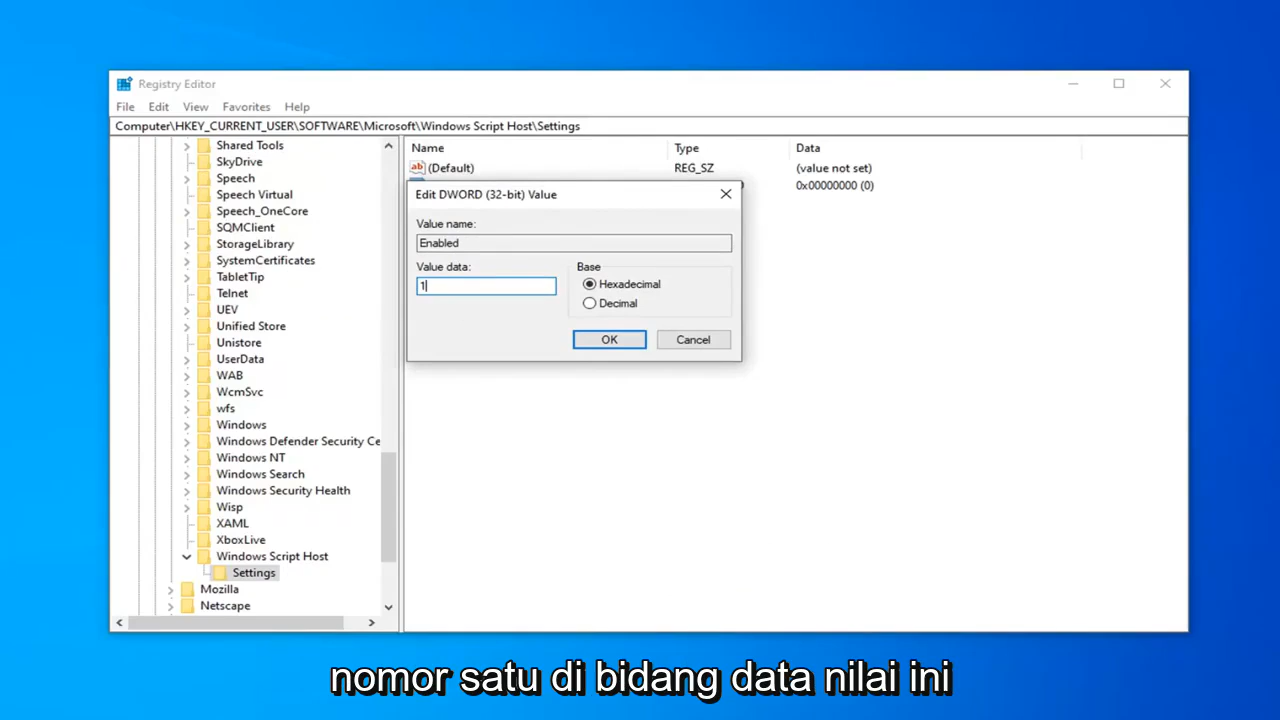 Registry Editor
File Edit View Favorites Help
Computer\HKEY_CURRENT_USER\SOFTWARE\Microsoft\Windows Script Host\Settings
Shared Tools
SkyDrive
Speech
Speech Virtual
Speech_OneCore
SQMClient
StorageLibrary
SystemCertificates
TabletTip
Telnet
UEV
Unified Store
Unistore
UserData
WAB
WcmSvc
wfs
Windows
Windows Defender Security Ce
Windows NT
Windows Search
Windows Security Health
Wisp
XAML
XboxLive
Windows Script Host
Settings
Mozilla
Netscape
Name Type Data
ab (Default) REG_SZ (value not set)
0x00000000 (0)
Edit DWORD (32-bit) Value
Value name:
Enabled
Value data:
1
Base
Hexadecimal
Decimal
OK Cancel
nomor satu di bidang data nilai ini